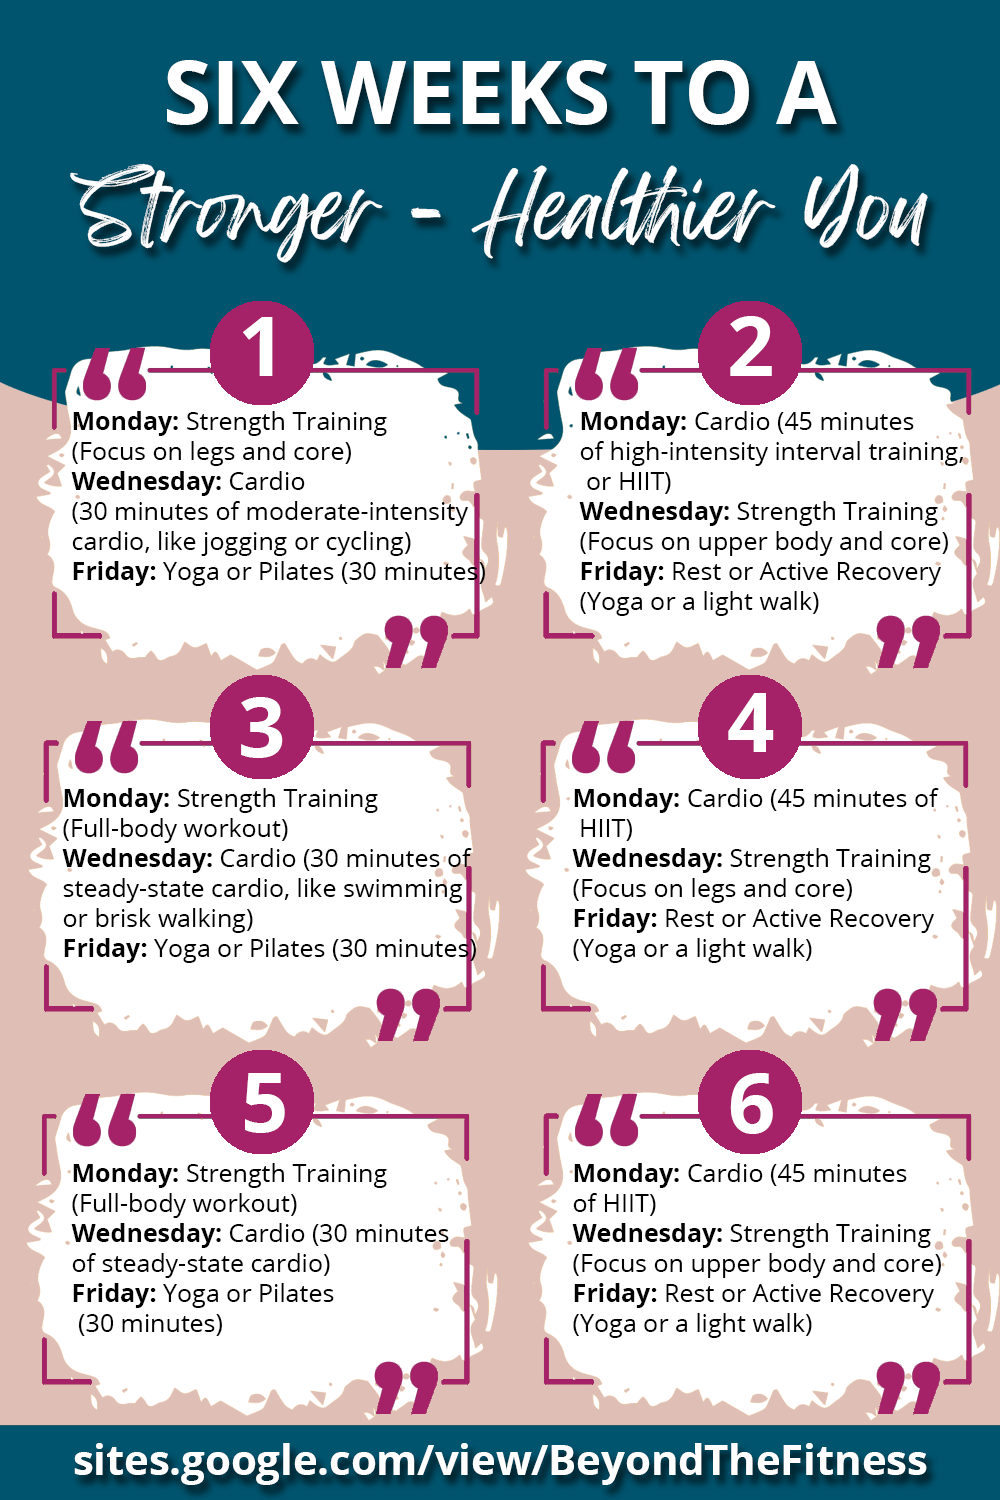 SIX WEEKS TO A
Stronger - Healthier You
1
Monday: Strength Training
(Focus on legs and core)
Wednesday: Cardio
(30 minutes of moderate-intensity
cardio, like jogging or cycling)
Friday: Yoga or Pilates (30 minutes)
2
Monday: Cardio (45 minutes
of high-intensity interval training,
or HIIT)
Wednesday: Strength Training
(Focus on upper body and core)
Friday: Rest or Active Recovery
(Yoga or a light walk)
3
Monday: Strength Training
(Full-body workout)
Wednesday: Cardio (30 minutes of
steady-state cardio, like swimming
or brisk walking)
Friday: Yoga or Pilates (30 minutes)
4
Monday: Cardio (45 minutes of
HIIT)
Wednesday: Strength Training
(Focus on legs and core)
Friday: Rest or Active Recovery
(Yoga or a light walk)
5
Monday: Strength Training
(Full-body workout)
Wednesday: Cardio (30 minutes
of steady-state cardio)
Friday: Yoga or Pilates
(30 minutes)
6
Monday: Cardio (45 minutes
of HIIT)
Wednesday: Strength Training
(Focus on upper body and core)
Friday: Rest or Active Recovery
(Yoga or a light walk)
sites.google.com/view/BeyondTheFitness